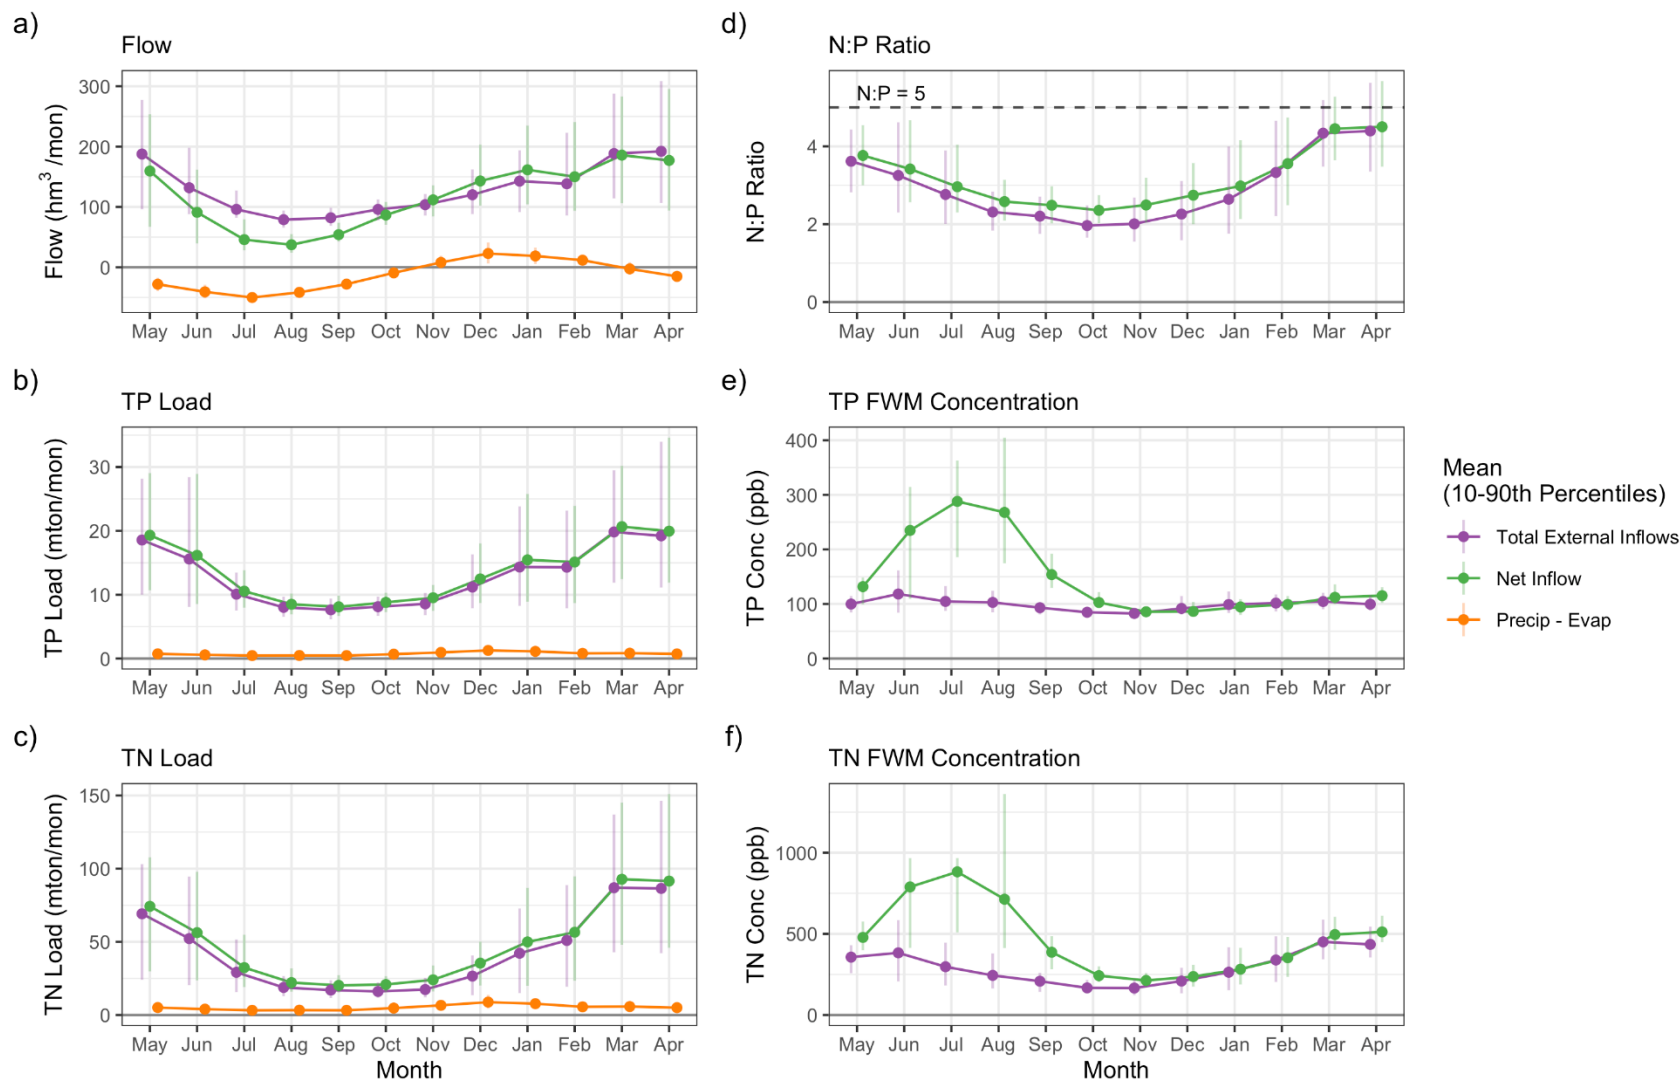 a)
Flow
Flow (hm³/mon)
300
200
100
0
May Jun Jul Aug Sep Oct Nov Dec Jan Feb Mar Apr
b)
TP Load
TP Load (mton/mon)
30
20
10
0
May Jun Jul Aug Sep Oct Nov Dec Jan Feb Mar Apr
c)
TN Load
TN Load (mton/mon)
150
100
50
0
May Jun Jul Aug Sep Oct Nov Dec Jan Feb Mar Apr
Month
d)
N:P Ratio
N:P Ratio
N:P = 5
4
2
0
May Jun Jul Aug Sep Oct Nov Dec Jan Feb Mar Apr
e)
TP FWM Concentration
TP Conc (ppb)
400
300
200
100
0
May Jun Jul Aug Sep Oct Nov Dec Jan Feb Mar Apr
f)
TN FWM Concentration
TN Conc (ppb)
1000
500
0
May Jun Jul Aug Sep Oct Nov Dec Jan Feb Mar Apr
Month
Mean
(10-90th Percentiles)
Total External Inflows
Net Inflow
Precip - Evap